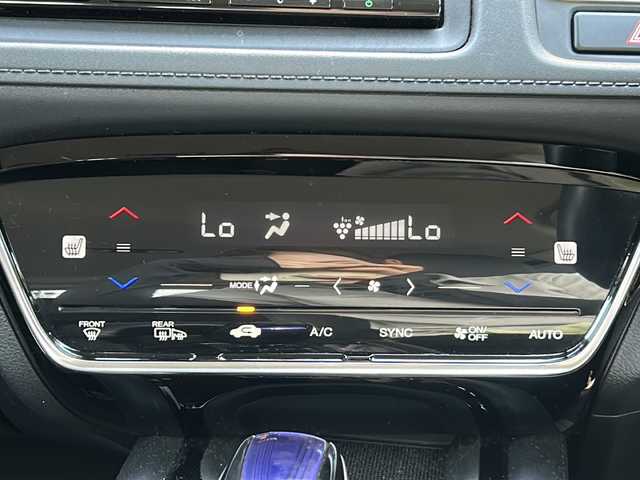 Lo Lo
MODE
FRONT REAR A/C SYNC ON/OFF AUTO